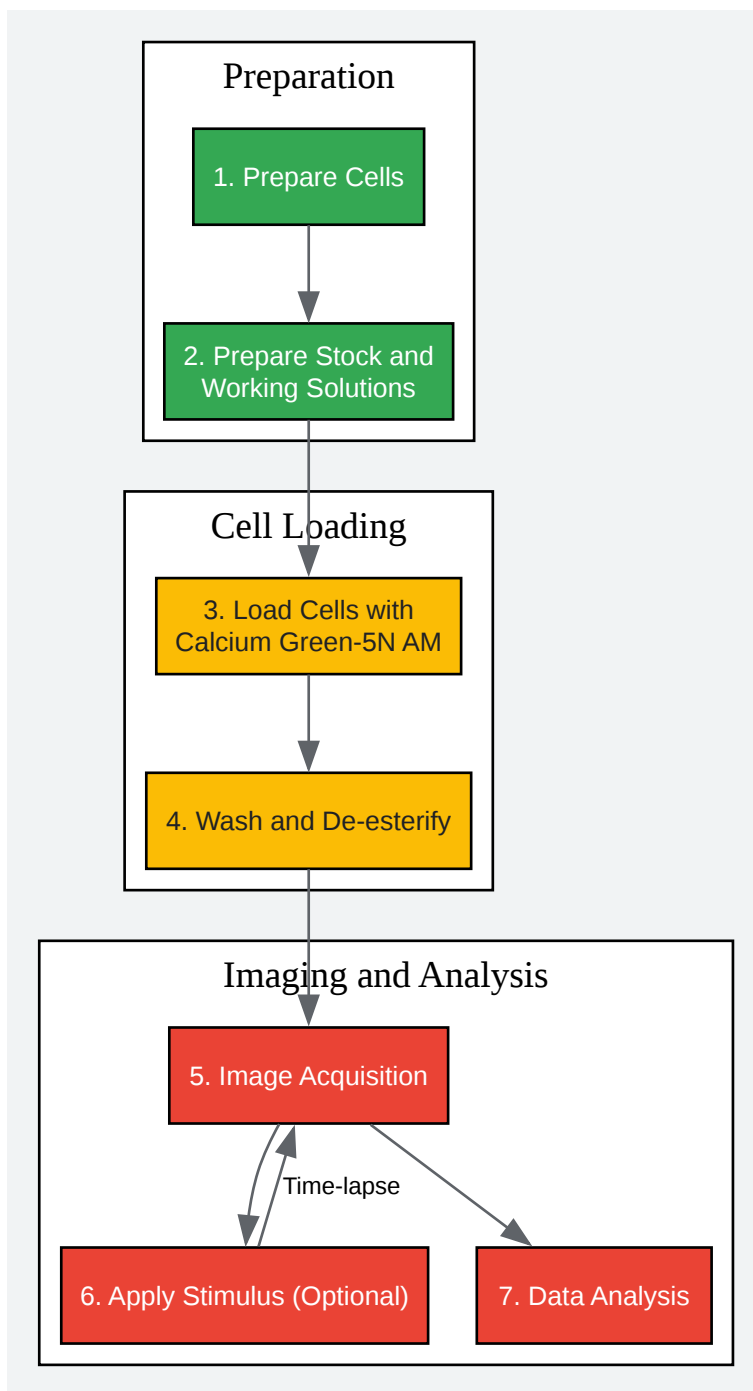 Preparation
1. Prepare Cells
2. Prepare Stock and
Working Solutions
Cell Loading
3. Load Cells with
Calcium Green-5N AM
4. Wash and De-esterify
Imaging and Analysis
5. Image Acquisition
Time-lapse
6. Apply Stimulus (Optional)
7. Data Analysis